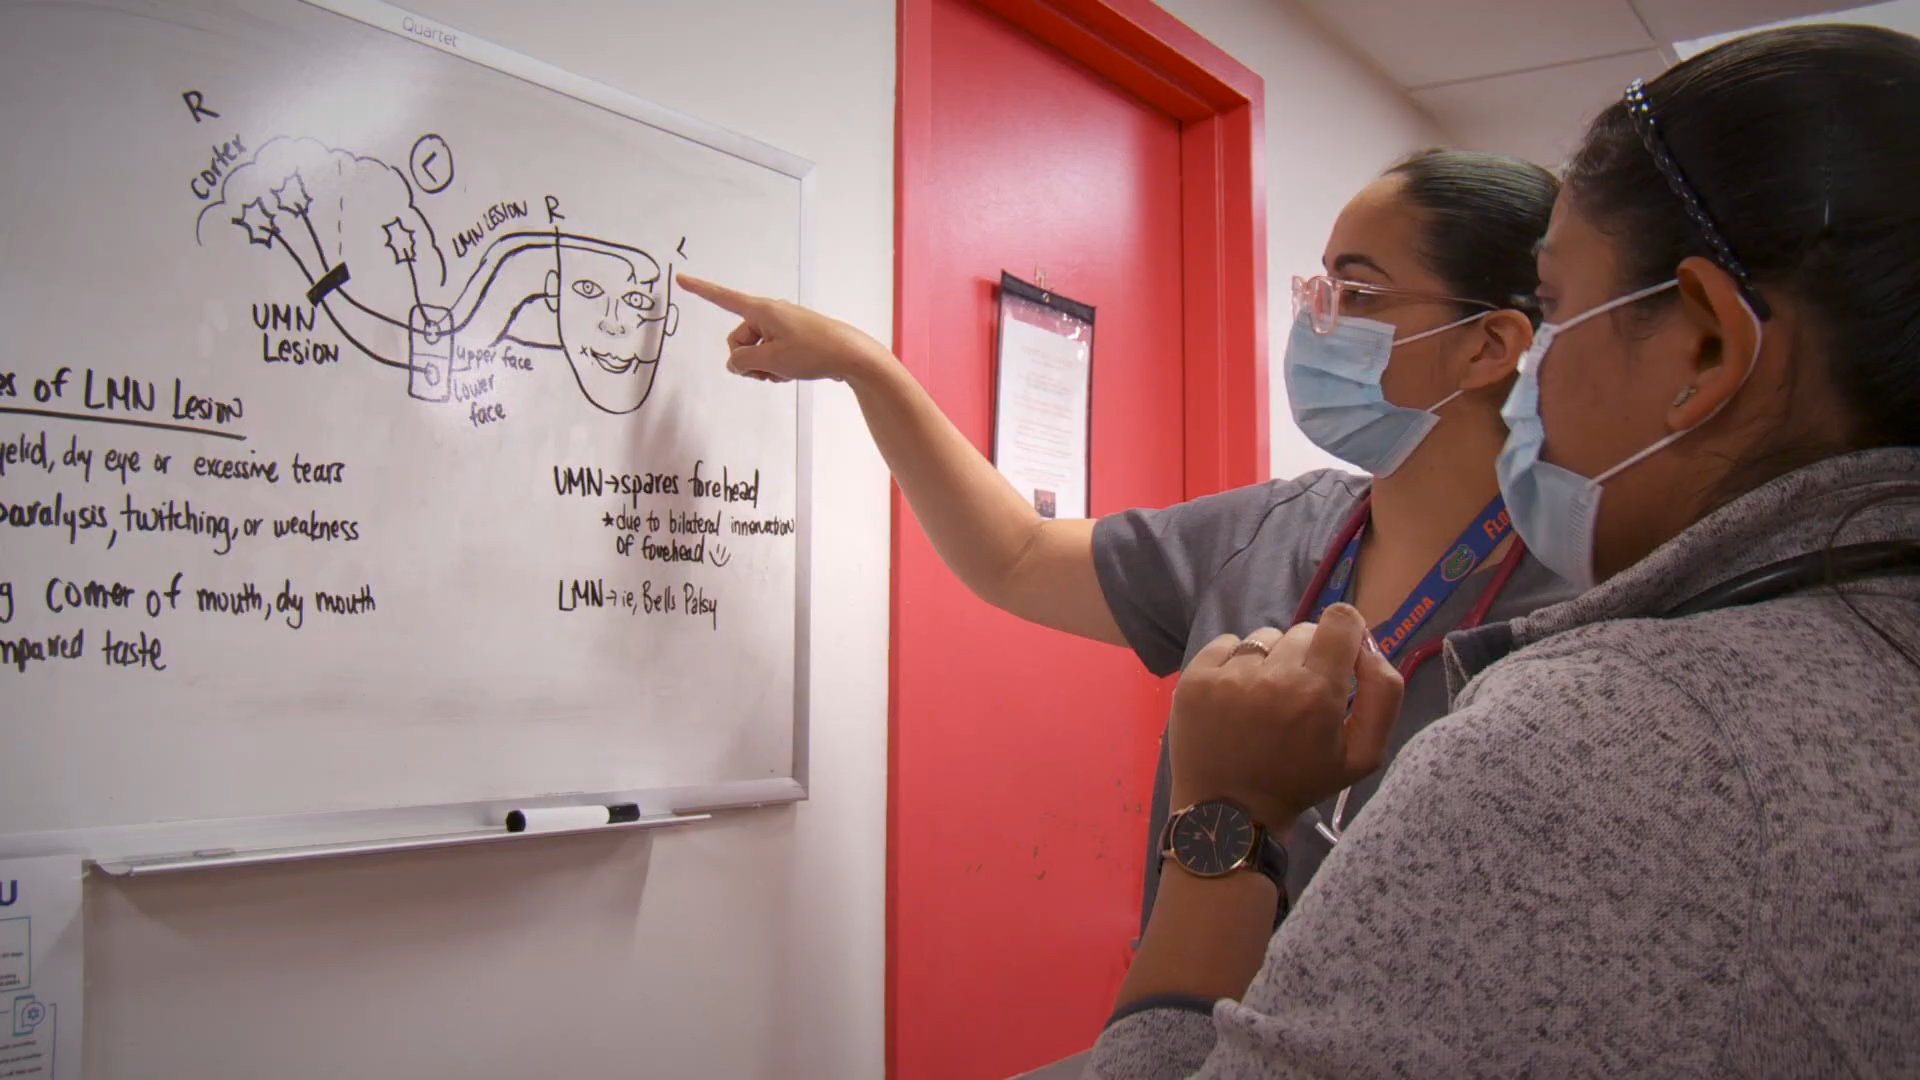 Quartet
R
Cortex
L
LMN LESION
R
L
UMN
Lesion
upper face
Lower
face
es of LMN Lesion
yelid, dry eye or excessive tears
paralysis, twitching, or weakness
g corner of mouth, dry mouth
mpaired taste
UMN→spares forehead
*due to bilateral innervation
of forehead
LMN→ie, Bells Palsy
FLO
FLORIDA
U